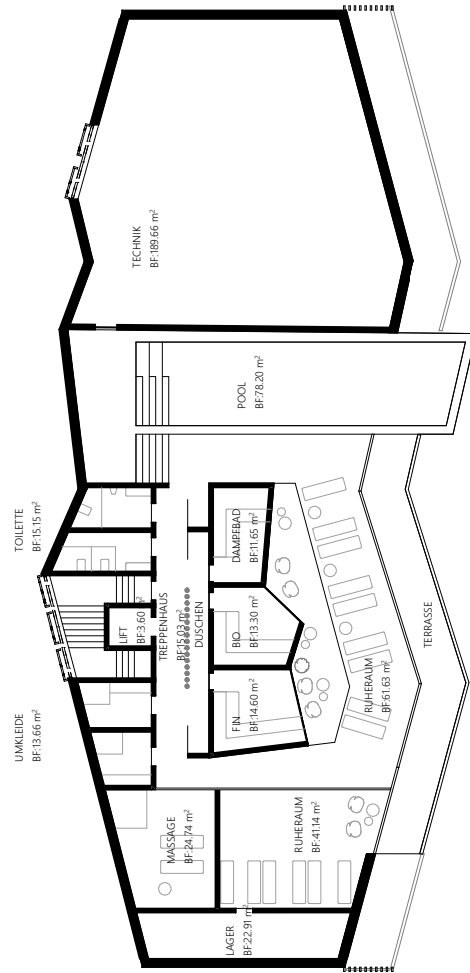 TECHNIK
BF:189.66 m²
POOL
BF:78.20 m²
TOILETTE
BF:15.15 m²
DAMPFBAD
BF:11.65 m²
LIFT
BF:3.60 m²
TREPPENHAUS
BF:15.03 m²
DUSCHEN
BIO
BF:13.30 m²
TERRASSE
UMKLEIDE
BF:13.66 m²
FIN.
BF:14.60 m²
RUHERAUM
BF:61.63 m²
MASSAGE
BF:24.74 m²
RUHERAUM
BF:41.14 m²
LAGER
BF:22.91 m²